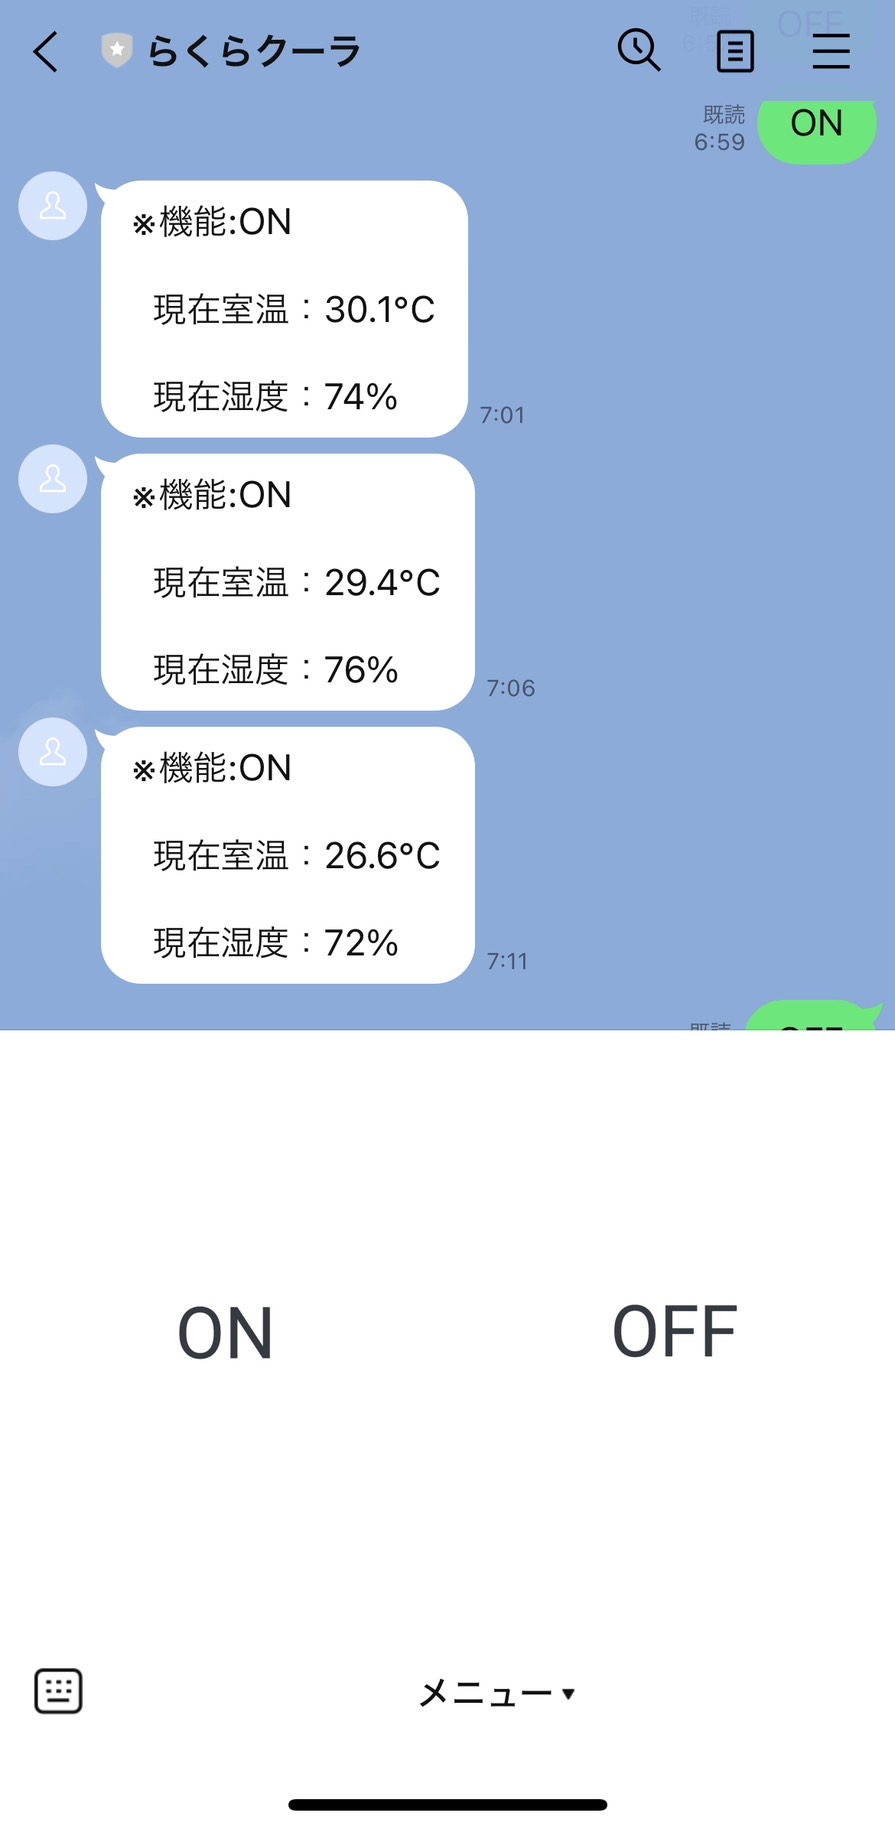 らくらクーラ
既読
6:59
ON
※機能:ON
現在室温：30.1°C
現在湿度：74%
7:01
※機能:ON
現在室温：29.4°C
現在湿度：76%
7:06
※機能:ON
現在室温：26.6°C
現在湿度：72%
7:11
既読
OFF
ON
OFF
メニュー▼